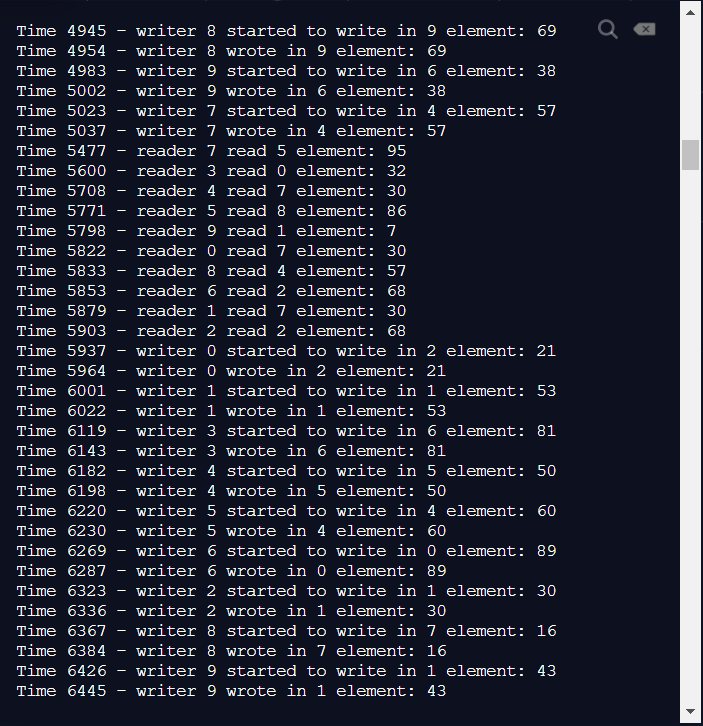 Time 4945 - writer 8 started to write in 9 element: 69
Time 4954 - writer 8 wrote in 9 element: 69
Time 4983 - writer 9 started to write in 6 element: 38
Time 5002 - writer 9 wrote in 6 element: 38
Time 5023 - writer 7 started to write in 4 element: 57
Time 5037 - writer 7 wrote in 4 element: 57
Time 5477 - reader 7 read 5 element: 95
Time 5600 - reader 3 read 0 element: 32
Time 5708 - reader 4 read 7 element: 30
Time 5771 - reader 5 read 8 element: 86
Time 5798 - reader 9 read 1 element: 7
Time 5822 - reader 0 read 7 element: 30
Time 5833 - reader 8 read 4 element: 57
Time 5853 - reader 6 read 2 element: 68
Time 5879 - reader 1 read 7 element: 30
Time 5903 - reader 2 read 2 element: 68
Time 5937 - writer 0 started to write in 2 element: 21
Time 5964 - writer 0 wrote in 2 element: 21
Time 6001 - writer 1 started to write in 1 element: 53
Time 6022 - writer 1 wrote in 1 element: 53
Time 6119 - writer 3 started to write in 6 element: 81
Time 6143 - writer 3 wrote in 6 element: 81
Time 6182 - writer 4 started to write in 5 element: 50
Time 6198 - writer 4 wrote in 5 element: 50
Time 6220 - writer 5 started to write in 4 element: 60
Time 6230 - writer 5 wrote in 4 element: 60
Time 6269 - writer 6 started to write in 0 element: 89
Time 6287 - writer 6 wrote in 0 element: 89
Time 6323 - writer 2 started to write in 1 element: 30
Time 6336 - writer 2 wrote in 1 element: 30
Time 6367 - writer 8 started to write in 7 element: 16
Time 6384 - writer 8 wrote in 7 element: 16
Time 6426 - writer 9 started to write in 1 element: 43
Time 6445 - writer 9 wrote in 1 element: 43